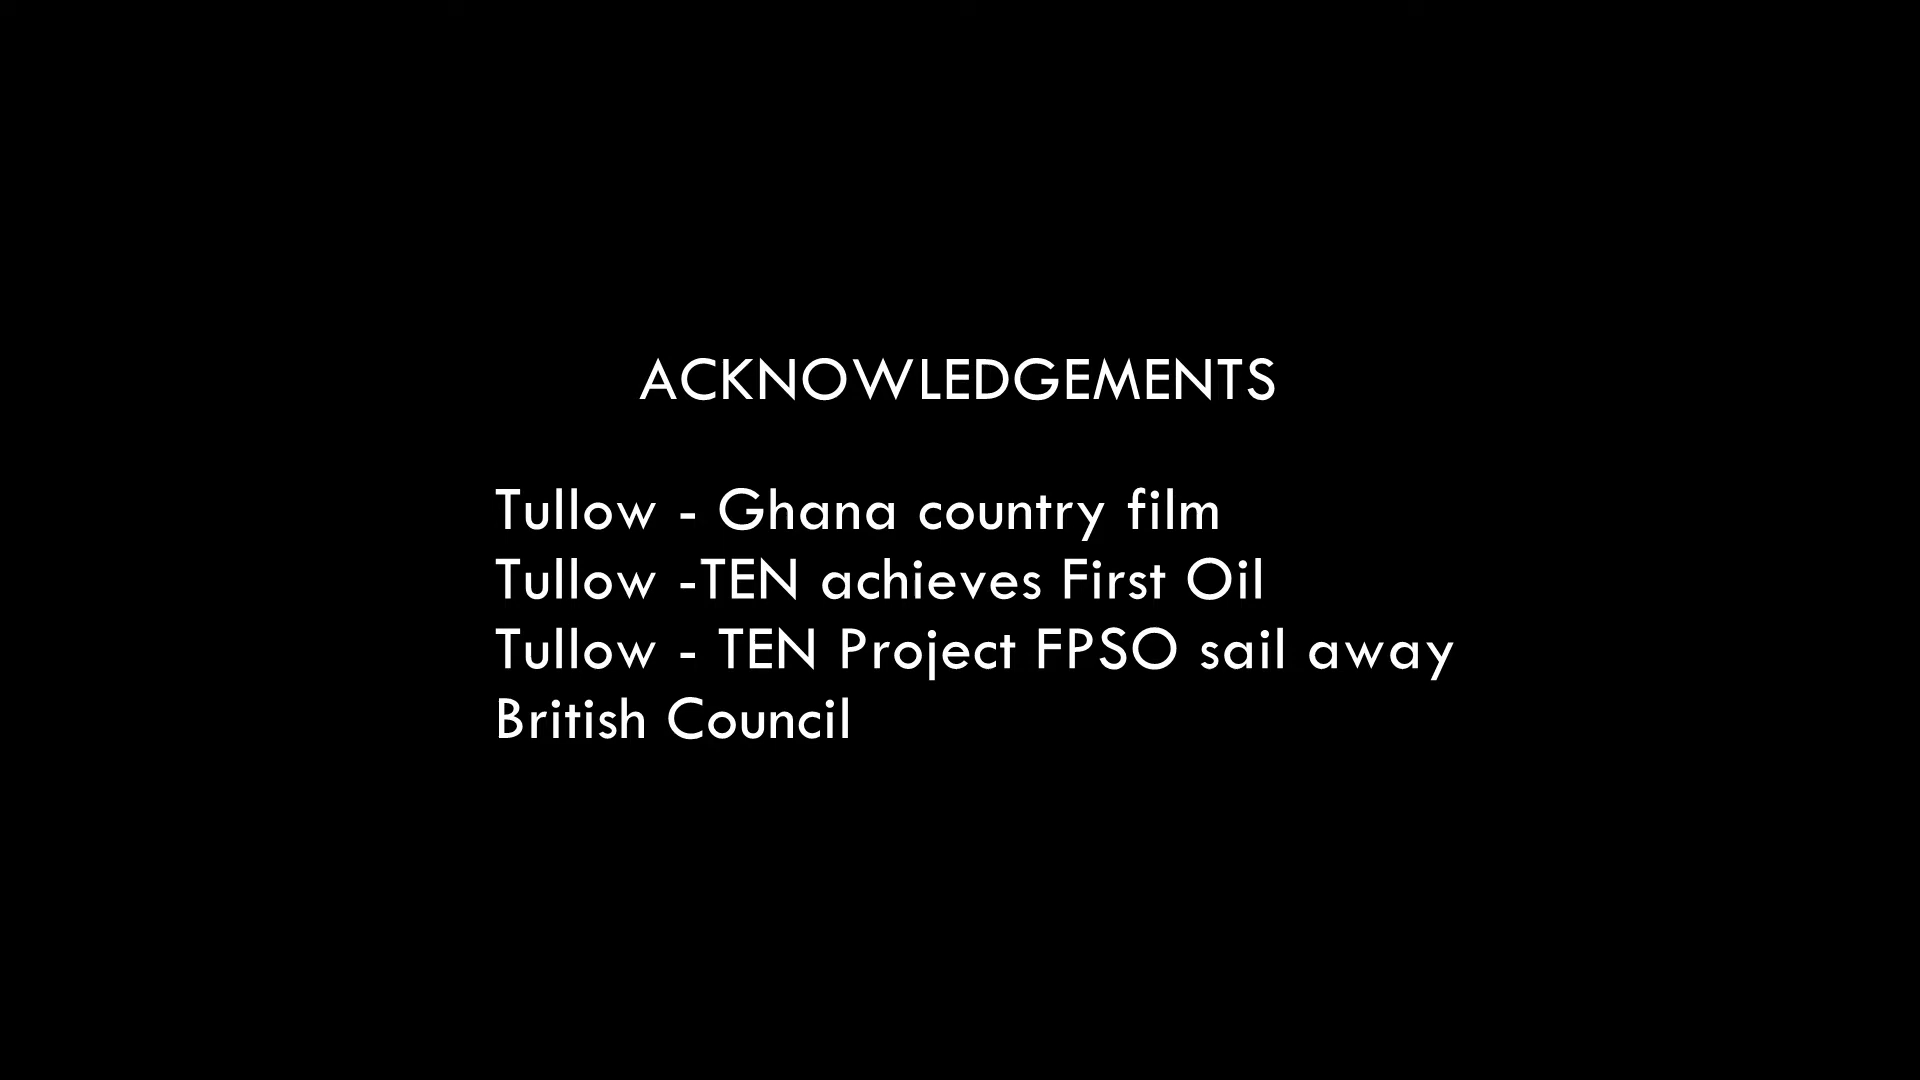 ACKNOWLEDGEMENTS
Tullow - Ghana country film
Tullow -TEN achieves First Oil
Tullow - TEN Project FPSO sail away
British Council